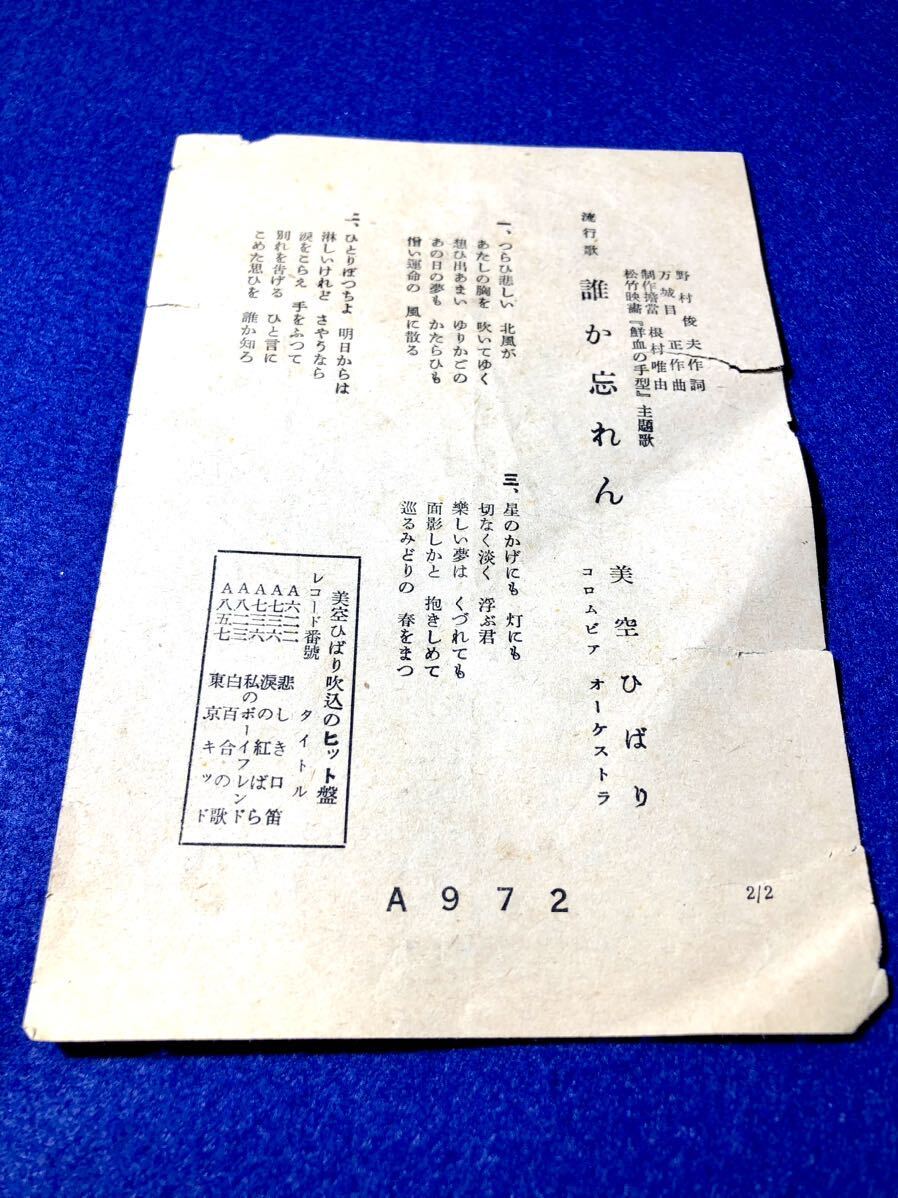 野村俊夫作詞
万城目正作曲
制作擔當 根村唯由
松竹映畫『鮮血の手型』主題歌
流行歌 誰か忘れん
美空ひばり
コロムビア オーケストラ
一、つらひ悲しい 北風が
あたしの胸を 吹いてゆく
想ひ出あまい ゆりかごの
あの日の夢も かたらひも
僧い運命の 風に散る
二、ひとりぼつちよ 明日からは
淋しいけれど さやうなら
涙をこらえ 手をふつて
別れを告げる ひと言に
こめた思ひを 誰か知ろ
三、星のかげにも 灯にも
切なく淡く 浮ぶ君
樂しい夢は くづれても
面影しかと 抱きしめて
巡るみどりの 春をまつ
美空ひばり吹込のヒット盤
レコード番號 タイトル
A六二二 悲しき口笛
A七三六 涙の紅ばら
A七三六 私のボーイフレンド
A八二三 白百合の歌
A八五七 東京キッド
A972
2/2